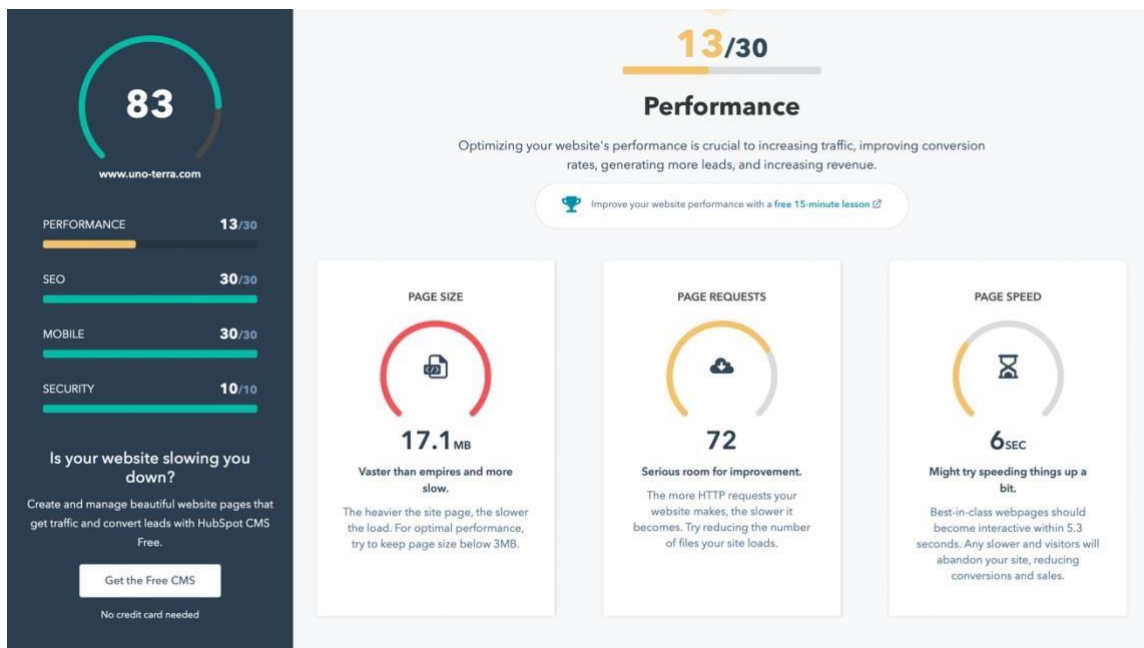 83
www.uno-terra.com
PERFORMANCE 13/30
SEO 30/30
MOBILE 30/30
SECURITY 10/10
Is your website slowing you
down?
Create and manage beautiful website pages that
get traffic and convert leads with HubSpot CMS
Free.
Get the Free CMS
No credit card needed
13/30
Performance
Optimizing your website's performance is crucial to increasing traffic, improving conversion
rates, generating more leads, and increasing revenue.
Improve your website performance with a free 15-minute lesson
PAGE SIZE
17.1 MB
Vaster than empires and more
slow.
The heavier the site page, the slower
the load. For optimal performance,
try to keep page size below 3MB.
PAGE REQUESTS
72
Serious room for improvement.
The more HTTP requests your
website makes, the slower it
becomes. Try reducing the number
of files your site loads.
PAGE SPEED
6 SEC
Might try speeding things up a
bit.
Best-in-class webpages should
become interactive within 5.3
seconds. Any slower and visitors will
abandon your site, reducing
conversions and sales.